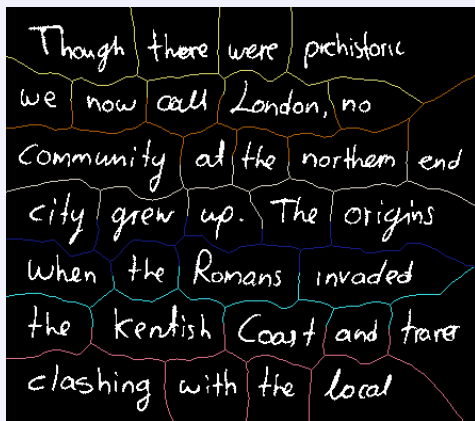 Though there were prehistoric
we now call London, no
Community at the northern end
city grew up. The origins
when the Romans invaded
the Kentish Coast and
clashing with the local